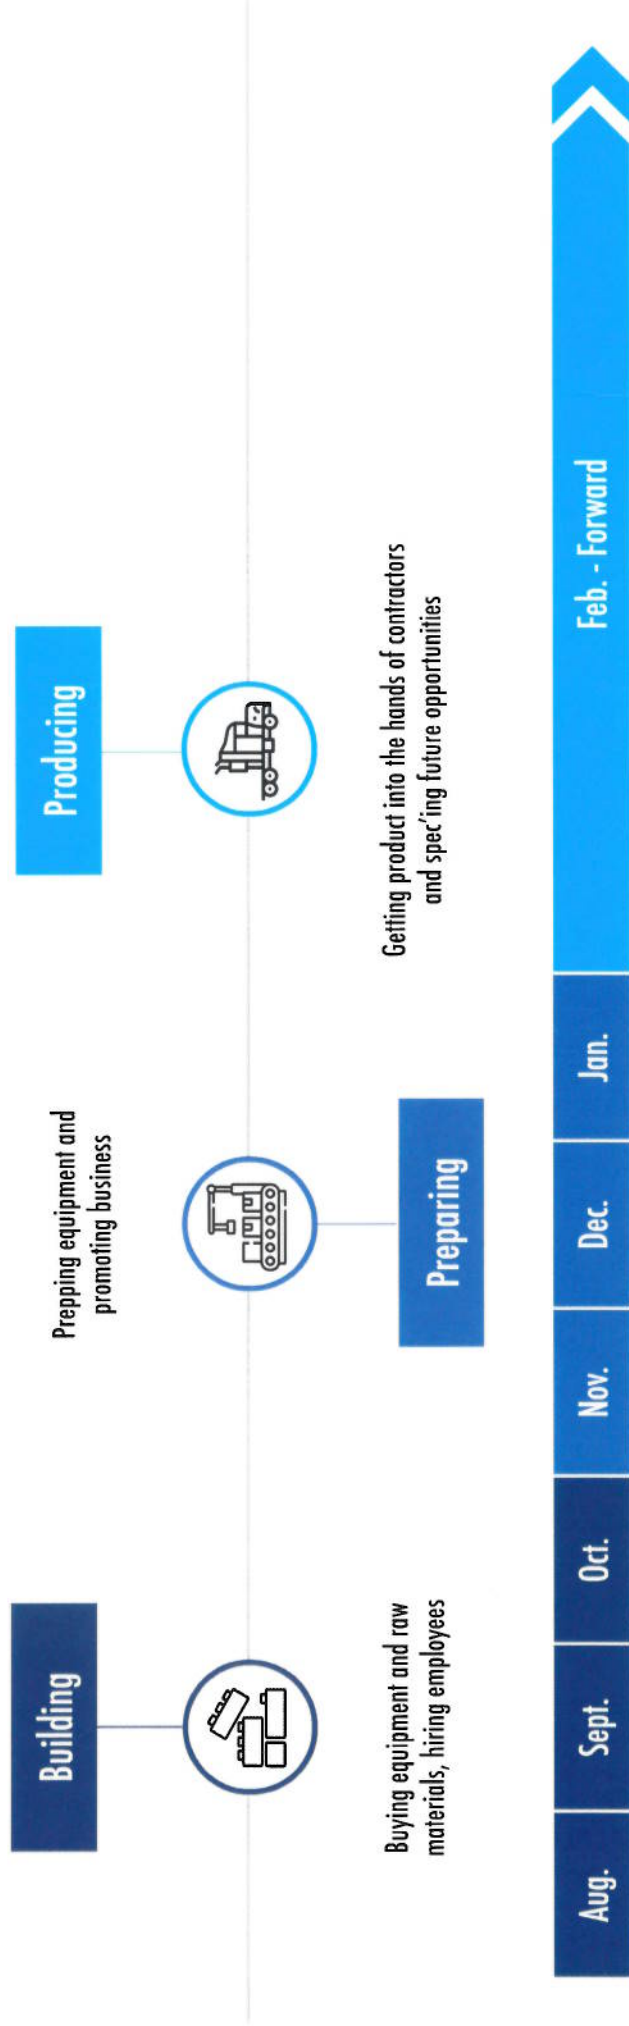 Building
Buying equipment and raw
materials, hiring employees
Prepping equipment and
promoting business
Preparing
Producing
Getting product into the hands of contractors
and spec'ing future opportunities
Aug.
Sept.
Oct.
Nov.
Dec.
Jan.
Feb. - Forward